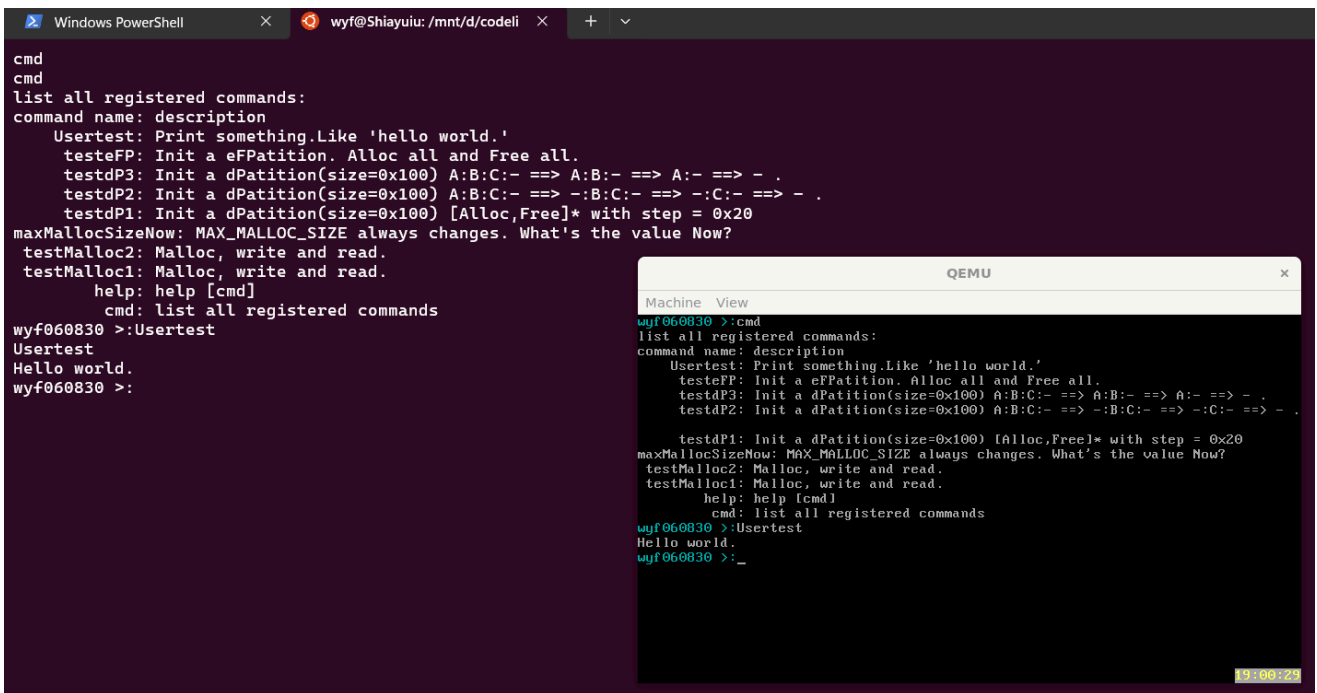 Windows PowerShell
wyf@Shiayuiu: /mnt/d/codeli
cmd
cmd
list all registered commands:
command name: description
Usertest: Print something.Like 'hello world.'
testeFP: Init a eFPatition. Alloc all and Free all.
testdP3: Init a dPatition(size=0x100) A:B:C:- ==> A:B:- ==> A:- ==> - .
testdP2: Init a dPatition(size=0x100) A:B:C:- ==> -:B:C:- ==> -:C:- ==> - .
testdP1: Init a dPatition(size=0x100) [Alloc,Free]* with step = 0x20
maxMallocSizeNow: MAX_MALLOC_SIZE always changes. What's the value Now?
testMalloc2: Malloc, write and read.
testMalloc1: Malloc, write and read.
help: help [cmd]
cmd: list all registered commands
wyf060830 >:Usertest
Usertest
Hello world.
wyf060830 >:
QEMU
Machine View
wyf060830 >:cmd
list all registered commands:
command name: description
Usertest: Print something.Like 'hello world.'
testeFP: Init a eFPatition. Alloc all and Free all.
testdP3: Init a dPatition(size=0x100) A:B:C:- ==> A:B:- ==> A:- ==> - .
testdP2: Init a dPatition(size=0x100) A:B:C:- ==> -:B:C:- ==> -:C:- ==> - .
testdP1: Init a dPatition(size=0x100) [Alloc,Free]* with step = 0x20
maxMallocSizeNow: MAX_MALLOC_SIZE always changes. What's the value Now?
testMalloc2: Malloc, write and read.
testMalloc1: Malloc, write and read.
help: help [cmd]
cmd: list all registered commands
wyf060830 >:Usertest
Hello world.
wyf060830 >:_
19:00:29